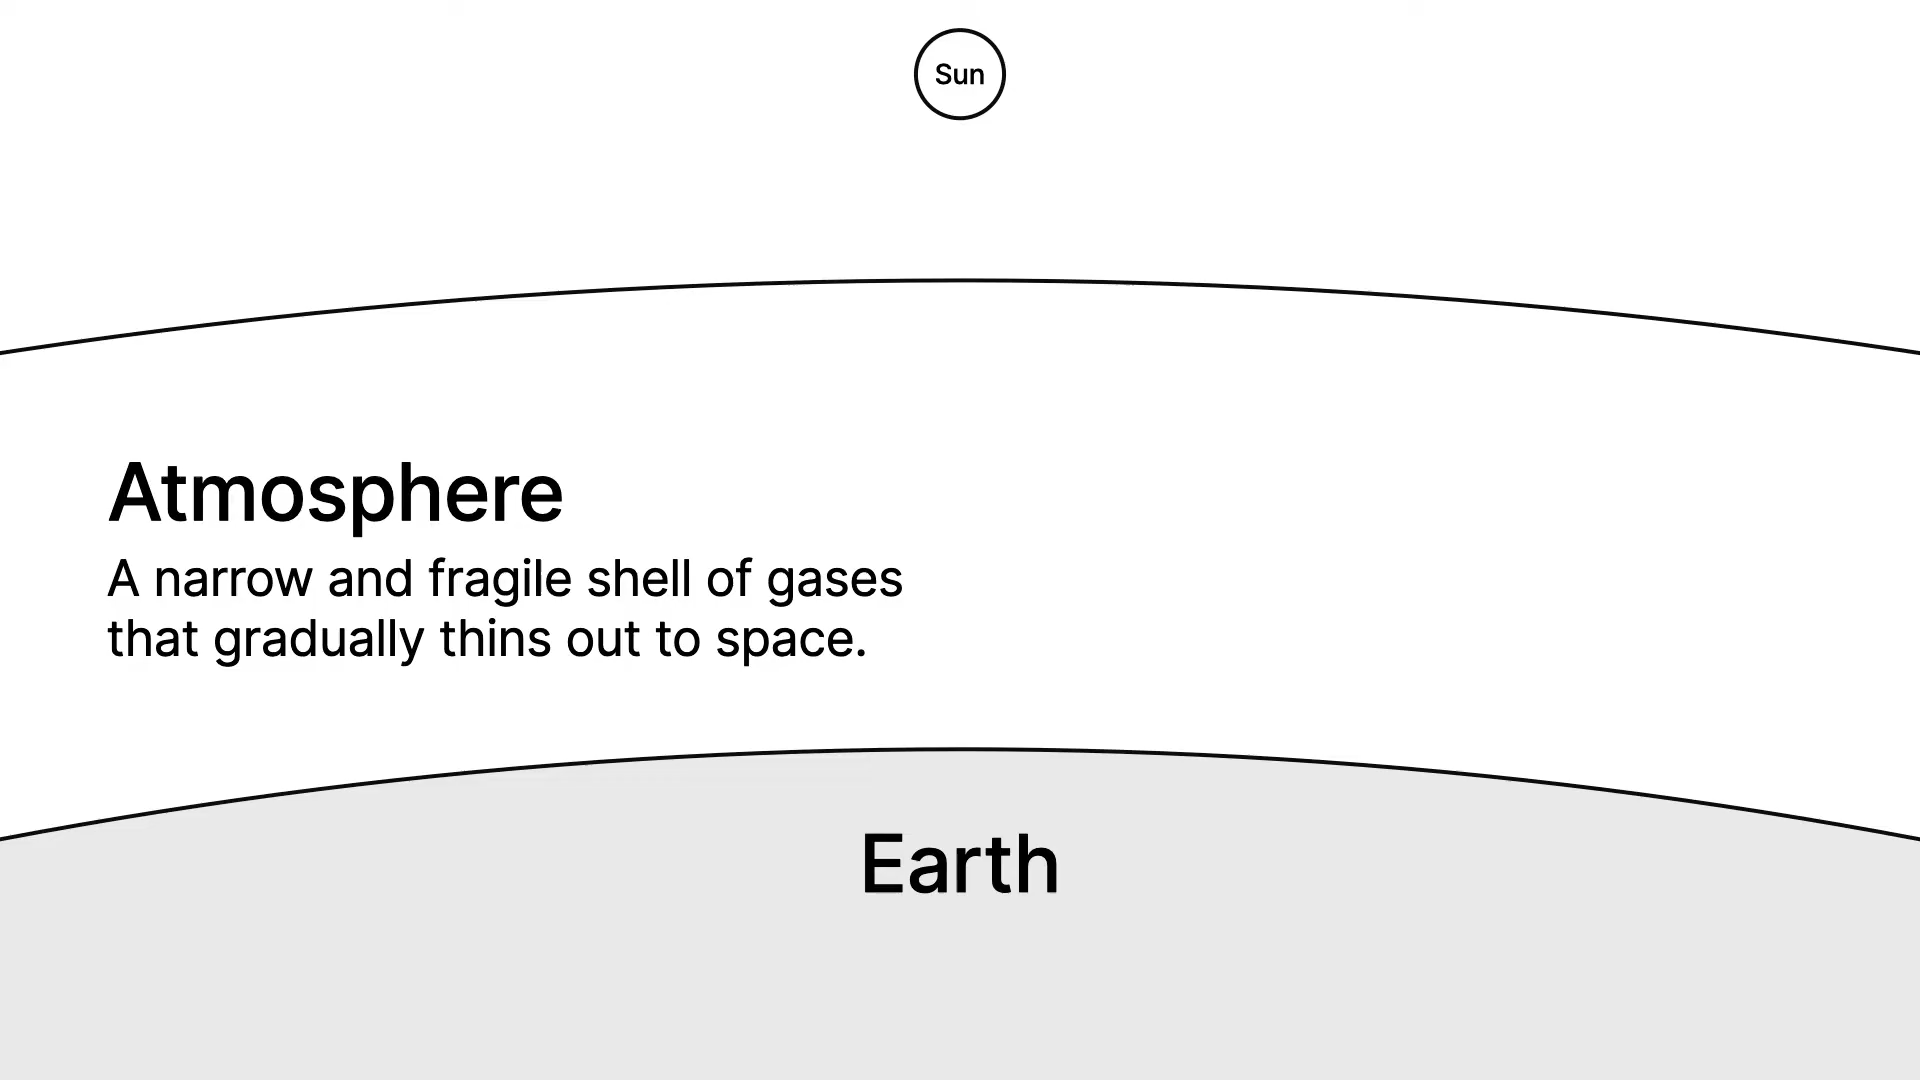 Sun
Atmosphere
A narrow and fragile shell of gases
that gradually thins out to space.
Earth